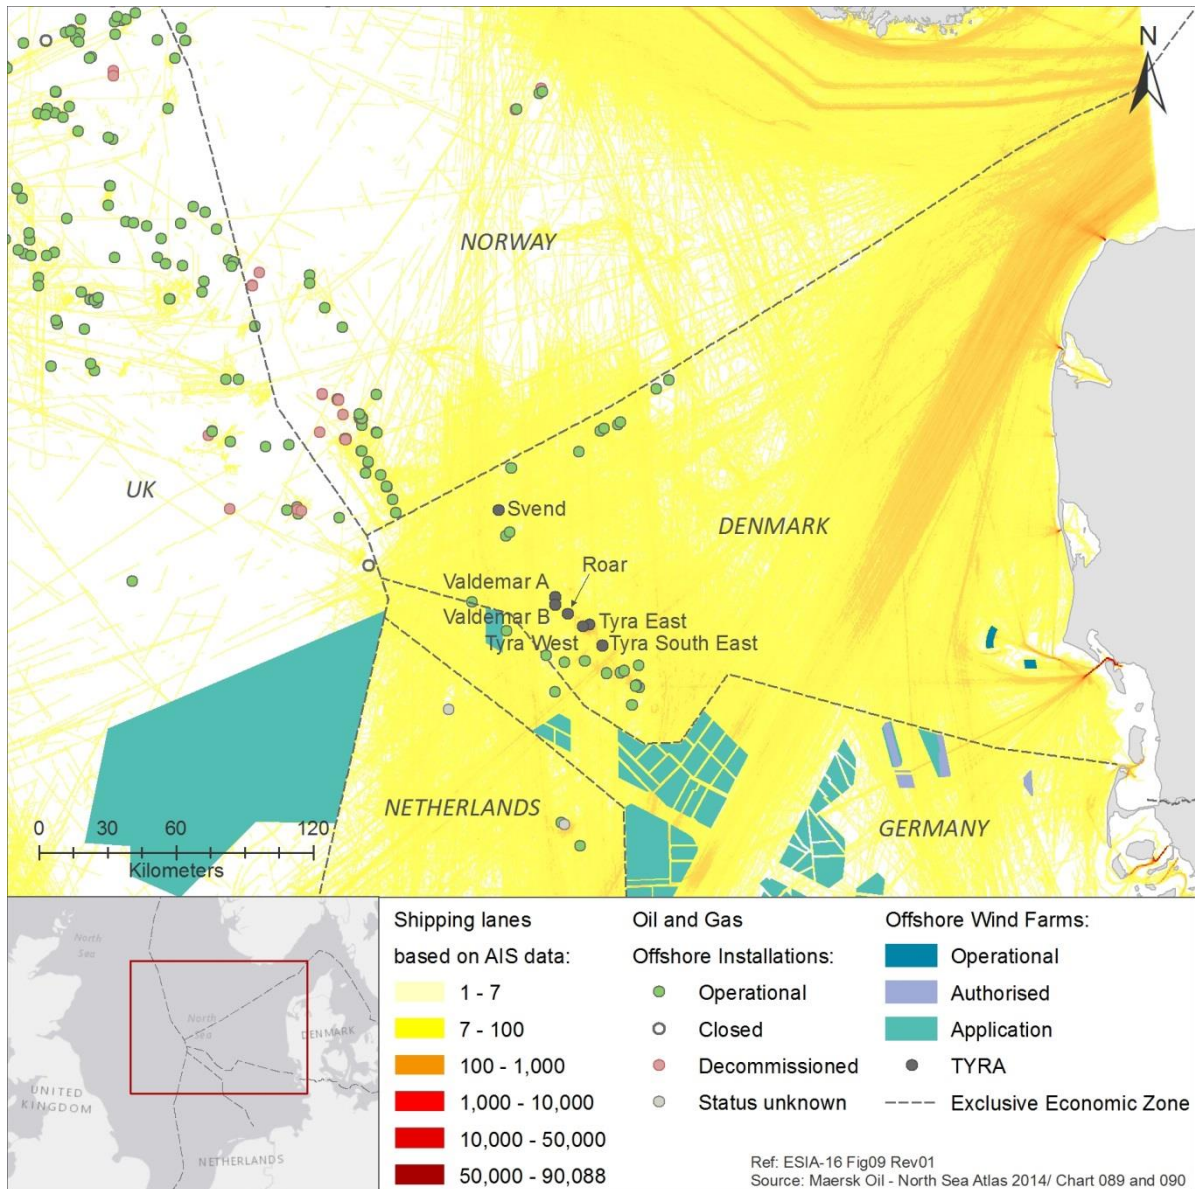 N
NORWAY
UK
Svend
DENMARK
Roar
Valdemar A
Valdemar B
Tyra East
Tyra West
Tyra South East
NETHERLANDS
GERMANY
0 30 60 120
Kilometers
North
Sea
North
Sea
DENMARK
UNITED
KINGDOM
NETHERLANDS
Shipping lanes
based on AIS data:
1 - 7
7 - 100
100 - 1,000
1,000 - 10,000
10,000 - 50,000
50,000 - 90,088
Oil and Gas
Offshore Installations:
Operational
Closed
Decommissioned
Status unknown
Offshore Wind Farms:
Operational
Authorised
Application
TYRA
Exclusive Economic Zone
Ref: ESIA-16 Fig09 Rev01
Source: Maersk Oil - North Sea Atlas 2014/ Chart 089 and 090